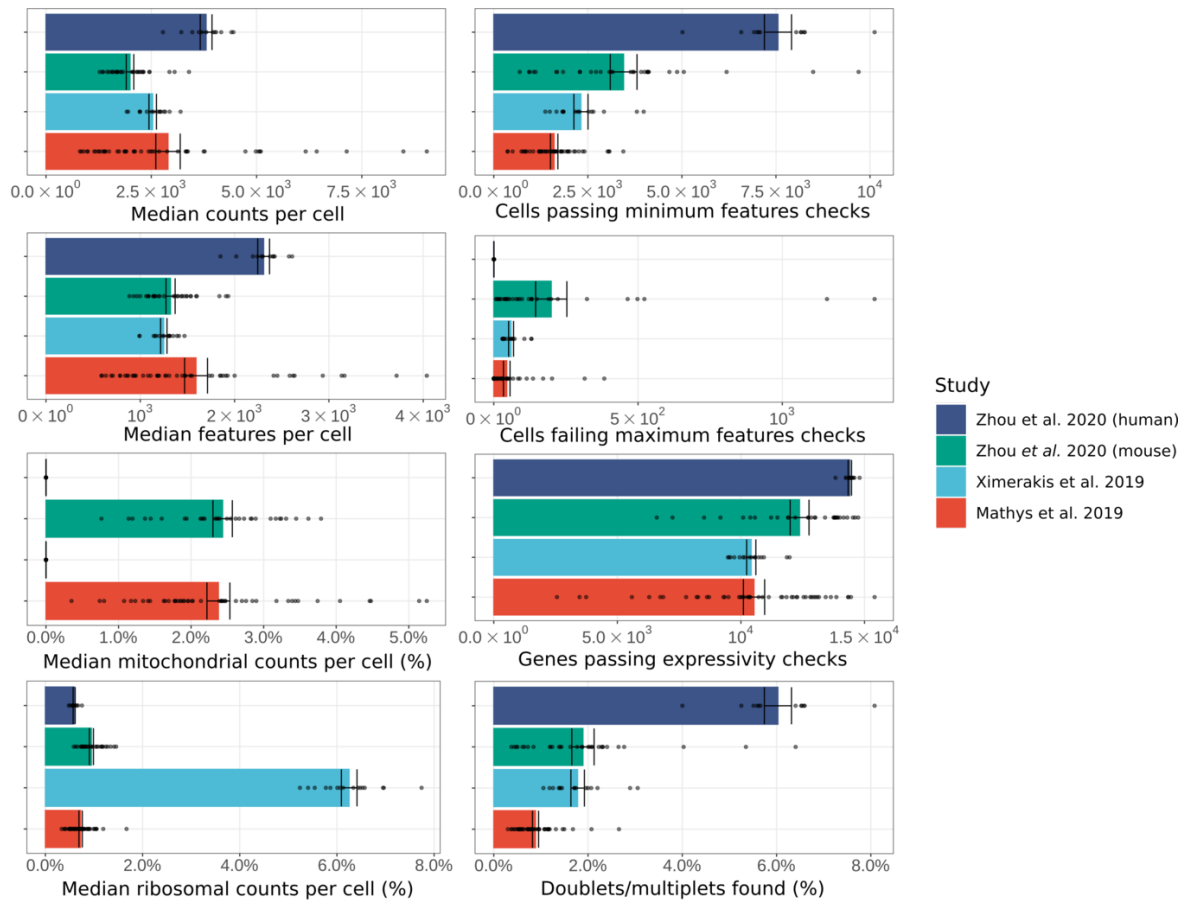 0.0 × 10⁰ 2.5 × 10³ 5.0 × 10³ 7.5 × 10³
Median counts per cell
0.0 × 10⁰ 2.5 × 10³ 5.0 × 10³ 7.5 × 10³ 10⁴
Cells passing minimum features checks
0 × 10⁰ 10³ 2 × 10³ 3 × 10³ 4 × 10³
Median features per cell
0 × 10⁰ 5 × 10² 10³
Cells failing maximum features checks
0.0% 1.0% 2.0% 3.0% 4.0% 5.0%
Median mitochondrial counts per cell (%)
0.0 × 10⁰ 5.0 × 10³ 10⁴ 1.5 × 10⁴
Genes passing expressivity checks
0.0% 2.0% 4.0% 6.0% 8.0%
Median ribosomal counts per cell (%)
0.0% 2.0% 4.0% 6.0% 8.0%
Doublets/multiplets found (%)
Study
Zhou et al. 2020 (human)
Zhou et al. 2020 (mouse)
Ximerakis et al. 2019
Mathys et al. 2019